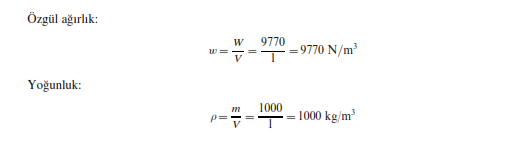 Özgül ağırlık:
w = W/V = 9770/1 = 9770 N/m³
Yoğunluk:
ρ = m/V = 1000/1 = 1000 kg/m³